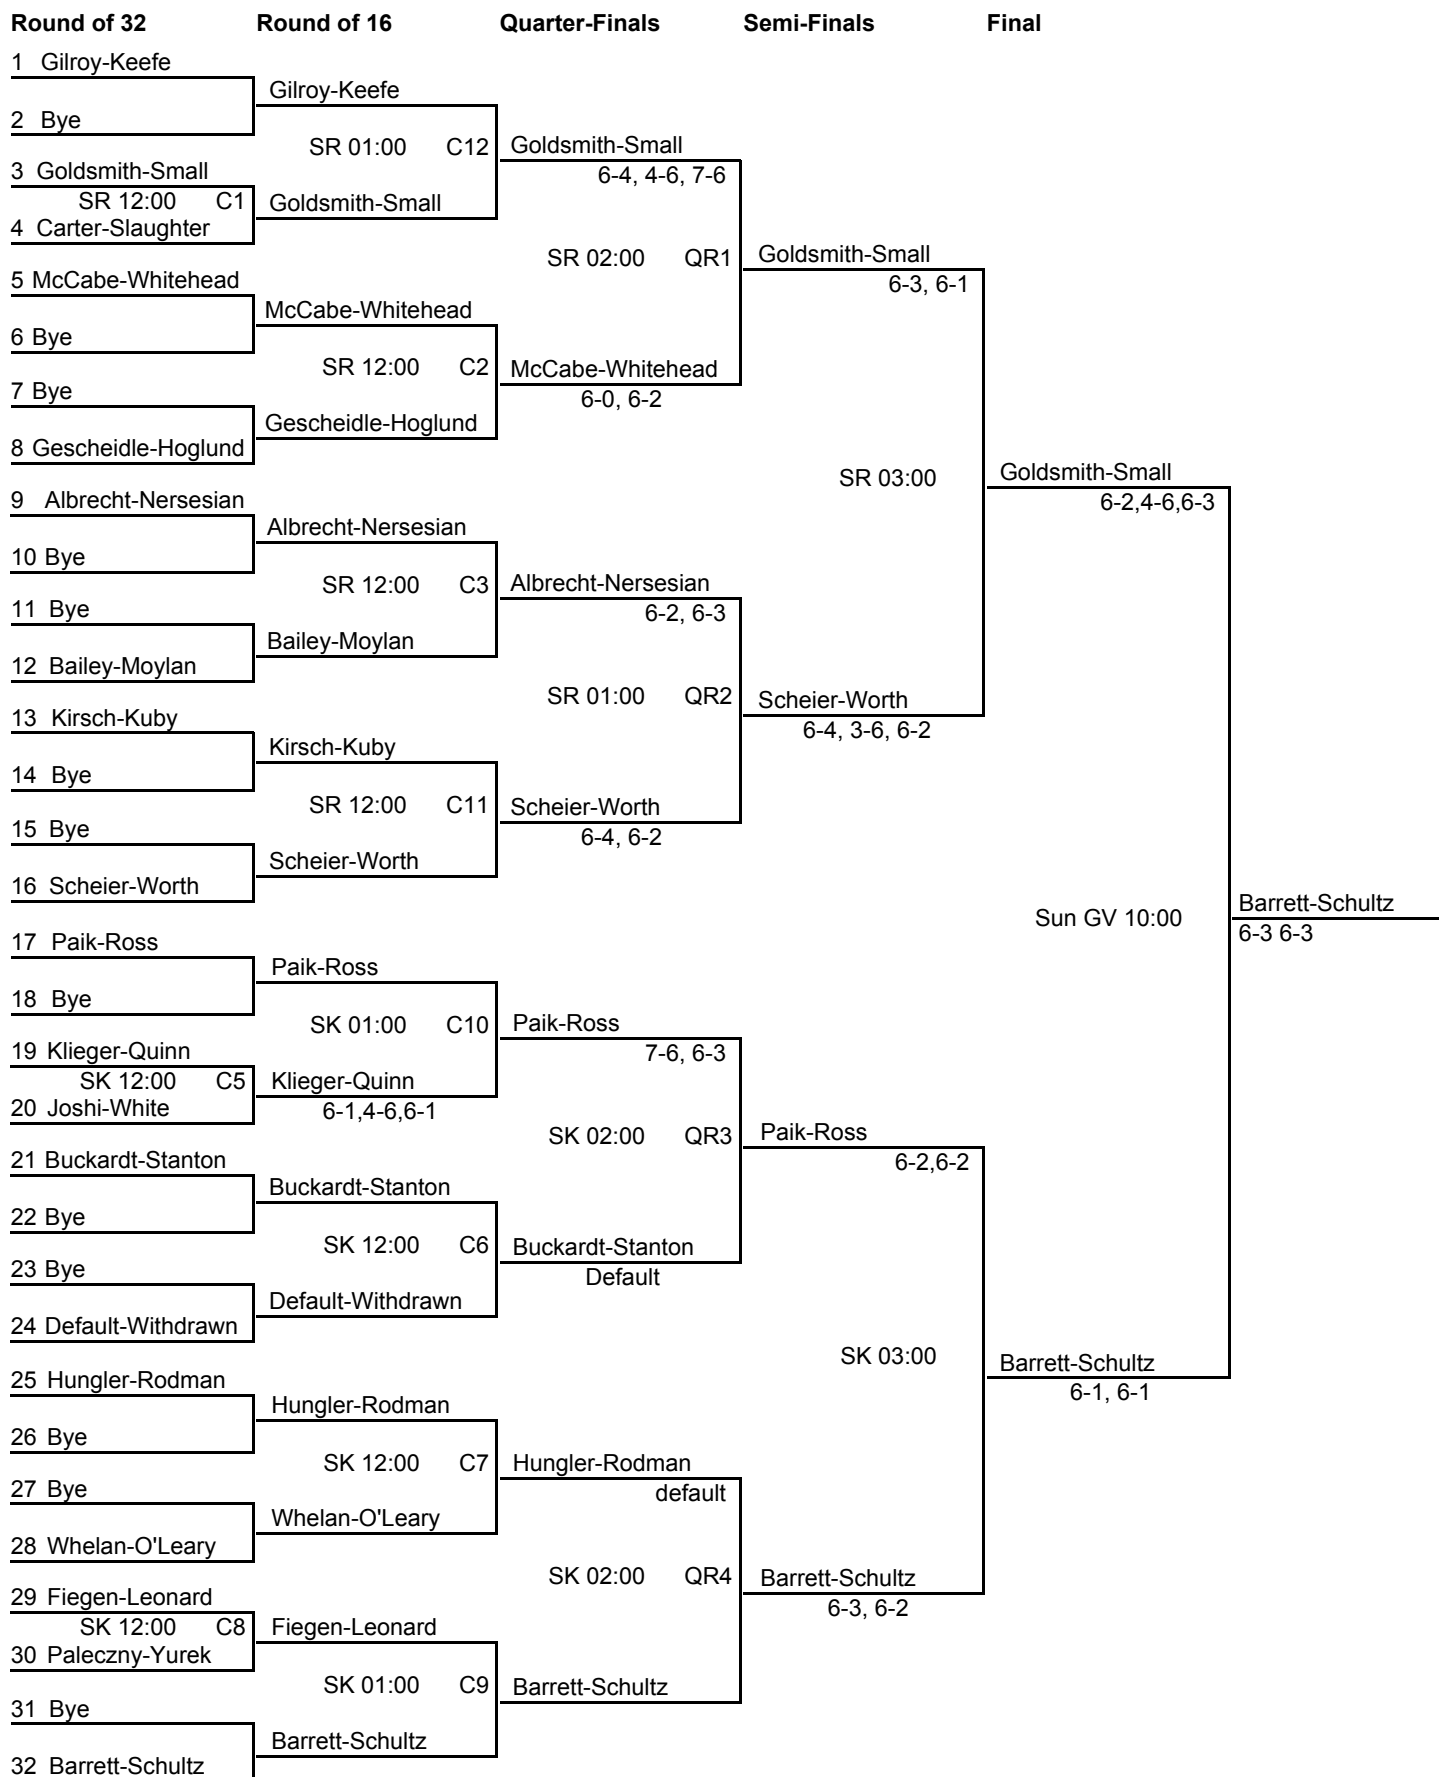 Round of 32 Round of 16 Quarter-Finals Semi-Finals Final
1 Gilroy-Keefe
Gilroy-Keefe
2 Bye
SR 01:00 C12 Goldsmith-Small
3 Goldsmith-Small 6-4, 4-6, 7-6
SR 12:00 C1 Goldsmith-Small
4 Carter-Slaughter
SR 02:00 QR1 Goldsmith-Small
5 McCabe-Whitehead 6-3, 6-1
McCabe-Whitehead
6 Bye
SR 12:00 C2 McCabe-Whitehead
7 Bye 6-0, 6-2
Gescheidle-Hoglund
8 Gescheidle-Hoglund
SR 03:00 Goldsmith-Small
9 Albrecht-Nersesian 6-2,4-6,6-3
Albrecht-Nersesian
10 Bye
SR 12:00 C3 Albrecht-Nersesian
11 Bye 6-2, 6-3
Bailey-Moylan
12 Bailey-Moylan
SR 01:00 QR2 Scheier-Worth
13 Kirsch-Kuby 6-4, 3-6, 6-2
Kirsch-Kuby
14 Bye
SR 12:00 C11 Scheier-Worth
15 Bye 6-4, 6-2
Scheier-Worth
16 Scheier-Worth
Sun GV 10:00 Barrett-Schultz
17 Paik-Ross 6-3 6-3
Paik-Ross
18 Bye
SK 01:00 C10 Paik-Ross
19 Klieger-Quinn 7-6, 6-3
SK 12:00 C5 Klieger-Quinn
20 Joshi-White 6-1,4-6,6-1
SK 02:00 QR3 Paik-Ross
21 Buckardt-Stanton 6-2,6-2
Buckardt-Stanton
22 Bye
SK 12:00 C6 Buckardt-Stanton
23 Bye Default
Default-Withdrawn
24 Default-Withdrawn
SK 03:00 Barrett-Schultz
25 Hungler-Rodman 6-1, 6-1
Hungler-Rodman
26 Bye
SK 12:00 C7 Hungler-Rodman
27 Bye default
Whelan-O'Leary
28 Whelan-O'Leary
SK 02:00 QR4 Barrett-Schultz
29 Fiegen-Leonard 6-3, 6-2
SK 12:00 C8 Fiegen-Leonard
30 Paleczny-Yurek
SK 01:00 C9 Barrett-Schultz
31 Bye
Barrett-Schultz
32 Barrett-Schultz